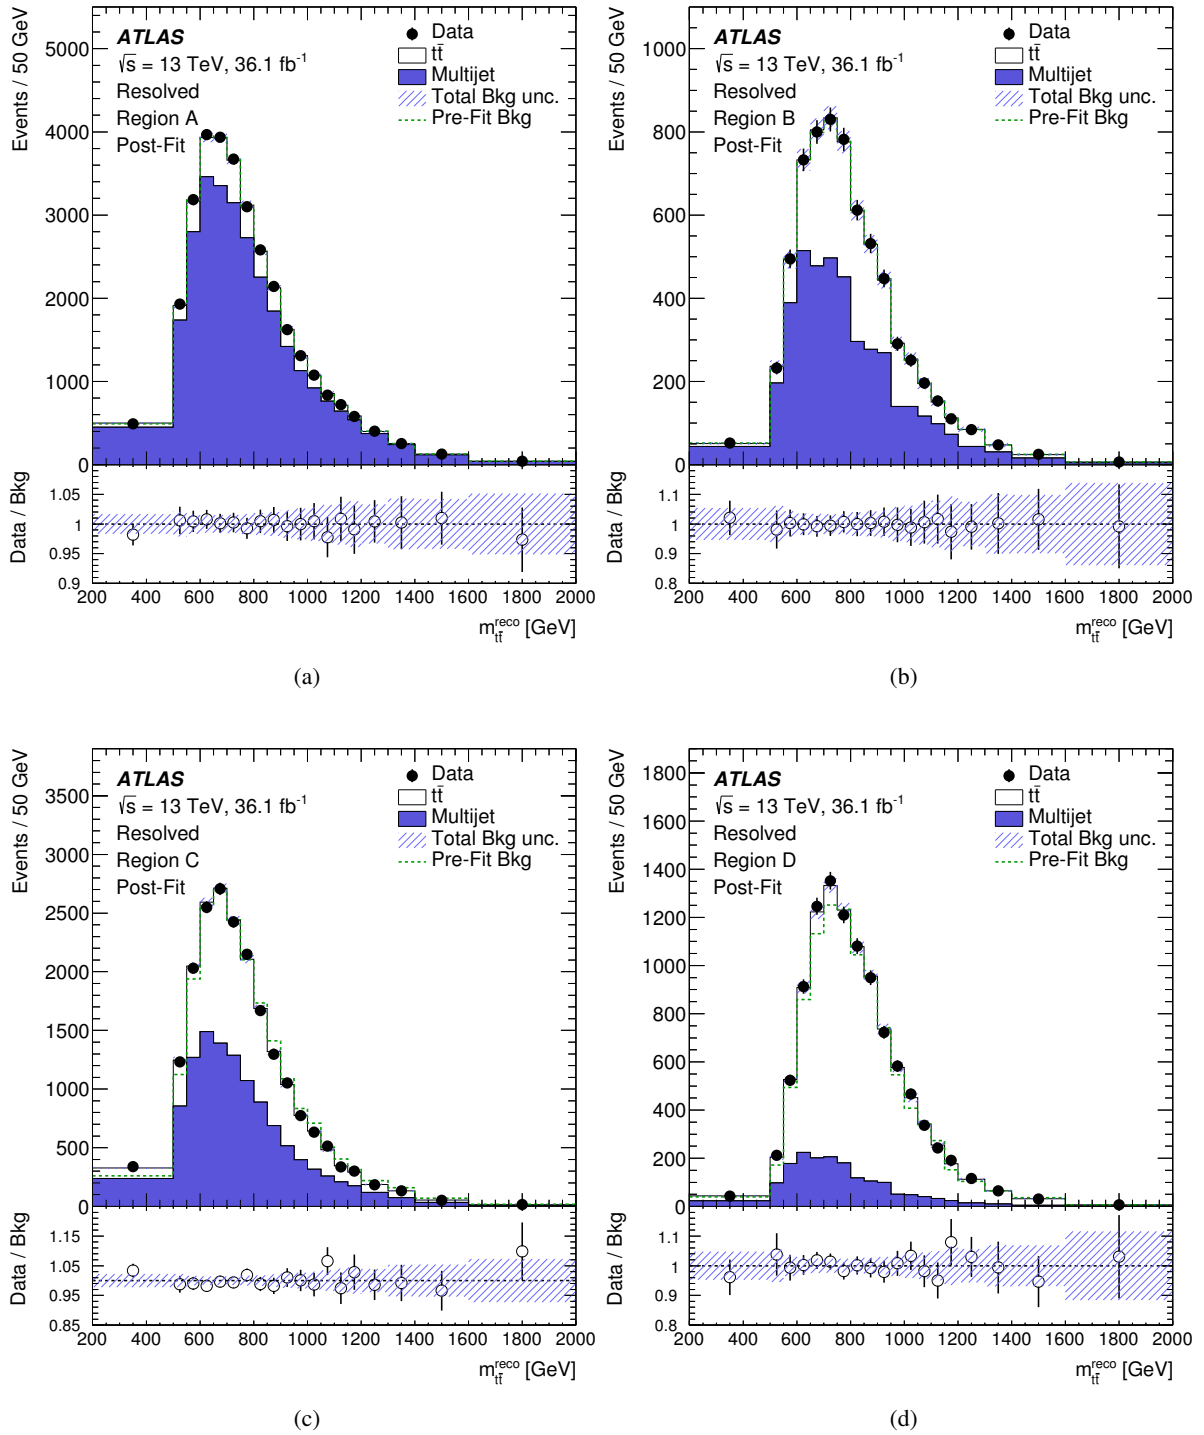 Events / 50 GeV
5000
4000
3000
2000
1000
0
ATLAS
√s = 13 TeV, 36.1 fb⁻¹
Resolved
Region A
Post-Fit
Data
tt̄
Multijet
Total Bkg unc.
Pre-Fit Bkg
Data / Bkg
1.05
1
0.95
0.9
200 400 600 800 1000 1200 1400 1600 1800 2000
m_{tt̄}^{reco} [GeV]
(a)
Events / 50 GeV
1000
800
600
400
200
0
ATLAS
√s = 13 TeV, 36.1 fb⁻¹
Resolved
Region B
Post-Fit
Data
tt̄
Multijet
Total Bkg unc.
Pre-Fit Bkg
Data / Bkg
1.1
1
0.9
0.8
200 400 600 800 1000 1200 1400 1600 1800 2000
m_{tt̄}^{reco} [GeV]
(b)
Events / 50 GeV
3500
3000
2500
2000
1500
1000
500
0
ATLAS
√s = 13 TeV, 36.1 fb⁻¹
Resolved
Region C
Post-Fit
Data
tt̄
Multijet
Total Bkg unc.
Pre-Fit Bkg
Data / Bkg
1.15
1.05
0.95
0.85
200 400 600 800 1000 1200 1400 1600 1800 2000
m_{tt̄}^{reco} [GeV]
(c)
Events / 50 GeV
1800
1600
1400
1200
1000
800
600
400
200
0
ATLAS
√s = 13 TeV, 36.1 fb⁻¹
Resolved
Region D
Post-Fit
Data
tt̄
Multijet
Total Bkg unc.
Pre-Fit Bkg
Data / Bkg
1.1
1
0.9
0.8
200 400 600 800 1000 1200 1400 1600 1800 2000
m_{tt̄}^{reco} [GeV]
(d)